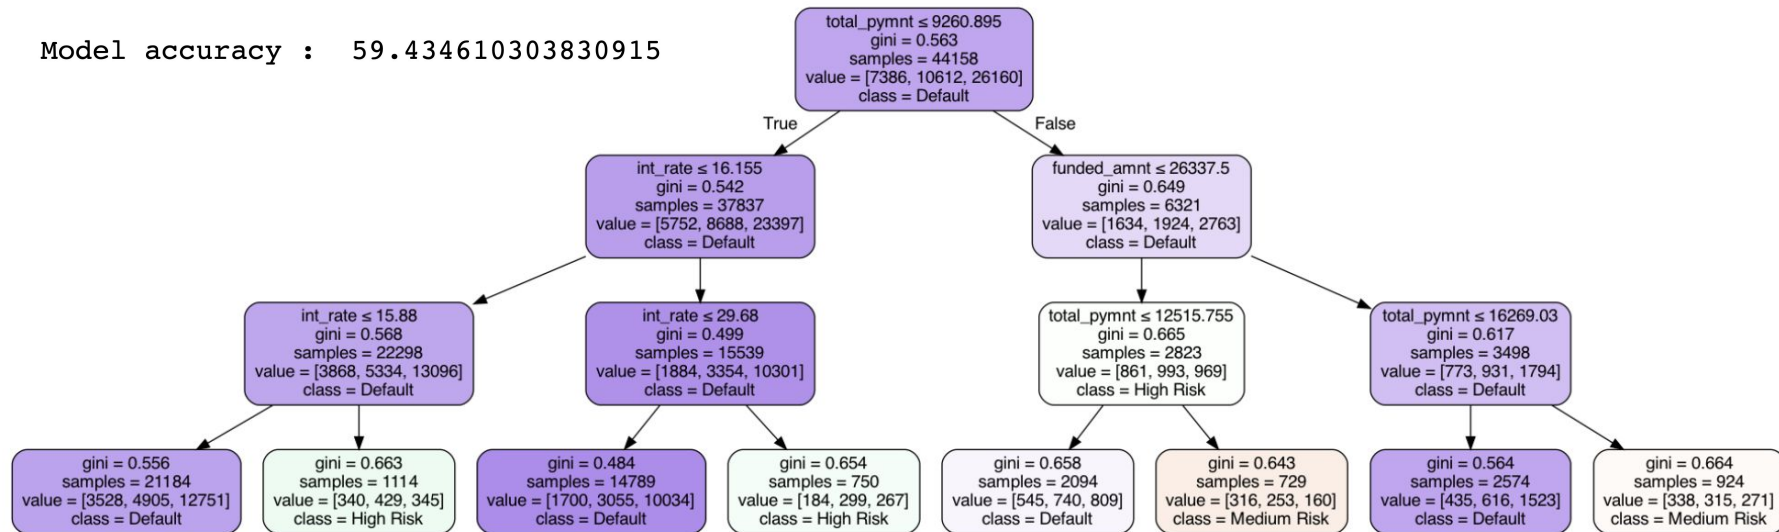 Model accuracy :  59.434610303830915
total_pymnt ≤ 9260.895
gini = 0.563
samples = 44158
value = [7386, 10612, 26160]
class = Default
True
False
int_rate ≤ 16.155
gini = 0.542
samples = 37837
value = [5752, 8688, 23397]
class = Default
funded_amnt ≤ 26337.5
gini = 0.649
samples = 6321
value = [1634, 1924, 2763]
class = Default
int_rate ≤ 15.88
gini = 0.568
samples = 22298
value = [3868, 5334, 13096]
class = Default
int_rate ≤ 29.68
gini = 0.499
samples = 15539
value = [1884, 3354, 10301]
class = Default
total_pymnt ≤ 12515.755
gini = 0.665
samples = 2823
value = [861, 993, 969]
class = High Risk
total_pymnt ≤ 16269.03
gini = 0.617
samples = 3498
value = [773, 931, 1794]
class = Default
gini = 0.556
samples = 21184
value = [3528, 4905, 12751]
class = Default
gini = 0.663
samples = 1114
value = [340, 429, 345]
class = High Risk
gini = 0.484
samples = 14789
value = [1700, 3055, 10034]
class = Default
gini = 0.654
samples = 750
value = [184, 299, 267]
class = High Risk
gini = 0.658
samples = 2094
value = [545, 740, 809]
class = Default
gini = 0.643
samples = 729
value = [316, 253, 160]
class = Medium Risk
gini = 0.564
samples = 2574
value = [435, 616, 1523]
class = Default
gini = 0.664
samples = 924
value = [338, 315, 271]
class = Medium Risk